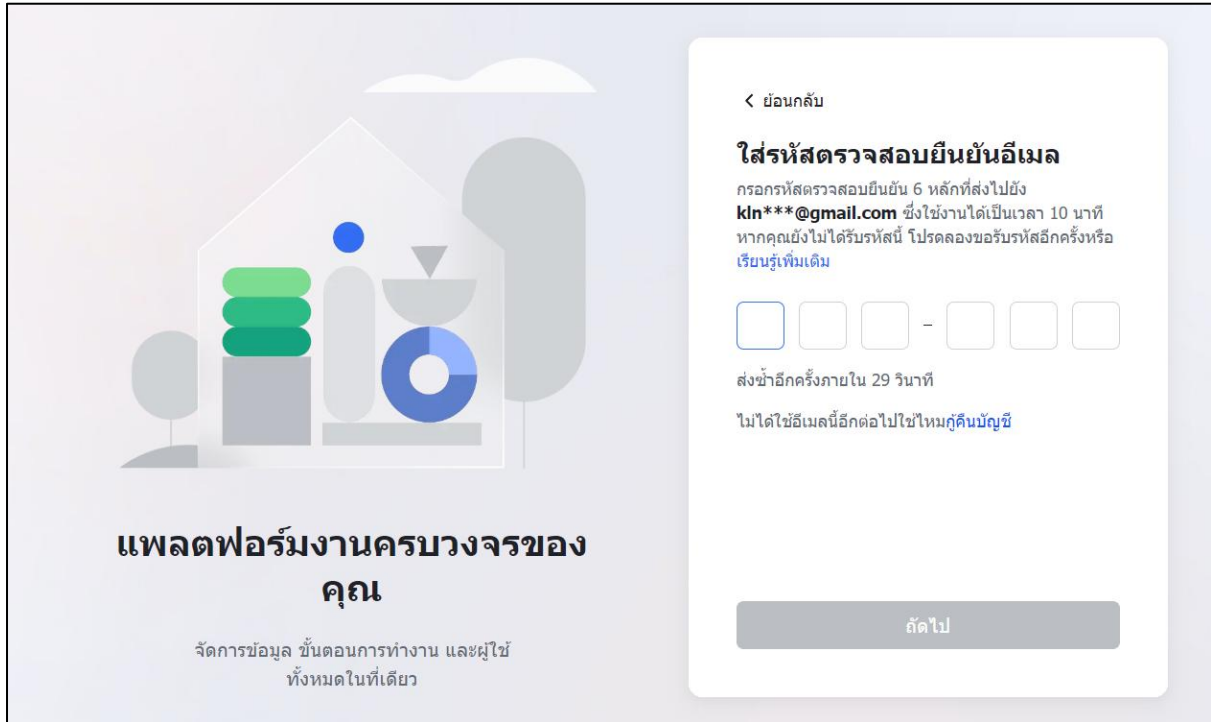 ย้อนกลับ
ใส่รหัสตรวจสอบยืนยันอีเมล
กรอกรหัสตรวจสอบยืนยัน 6 หลักที่ส่งไปยัง
kln***@gmail.com ซึ่งใช้งานได้เป็นเวลา 10 นาที
หากคุณยังไม่ได้รับรหัสนี้ โปรดลองขอรับรหัสอีกครั้งหรือ
เรียนรู้เพิ่มเติม
–
ส่งซ้ำอีกครั้งภายใน 29 วินาที
ไม่ได้ใช้อีเมลนี้อีกต่อไปใช่ไหมกู้คืนบัญชี
ถัดไป
แพลตฟอร์มงานครบวงจรของ
คุณ
จัดการข้อมูล ขั้นตอนการทำงาน และผู้ใช้
ทั้งหมดในที่เดียว